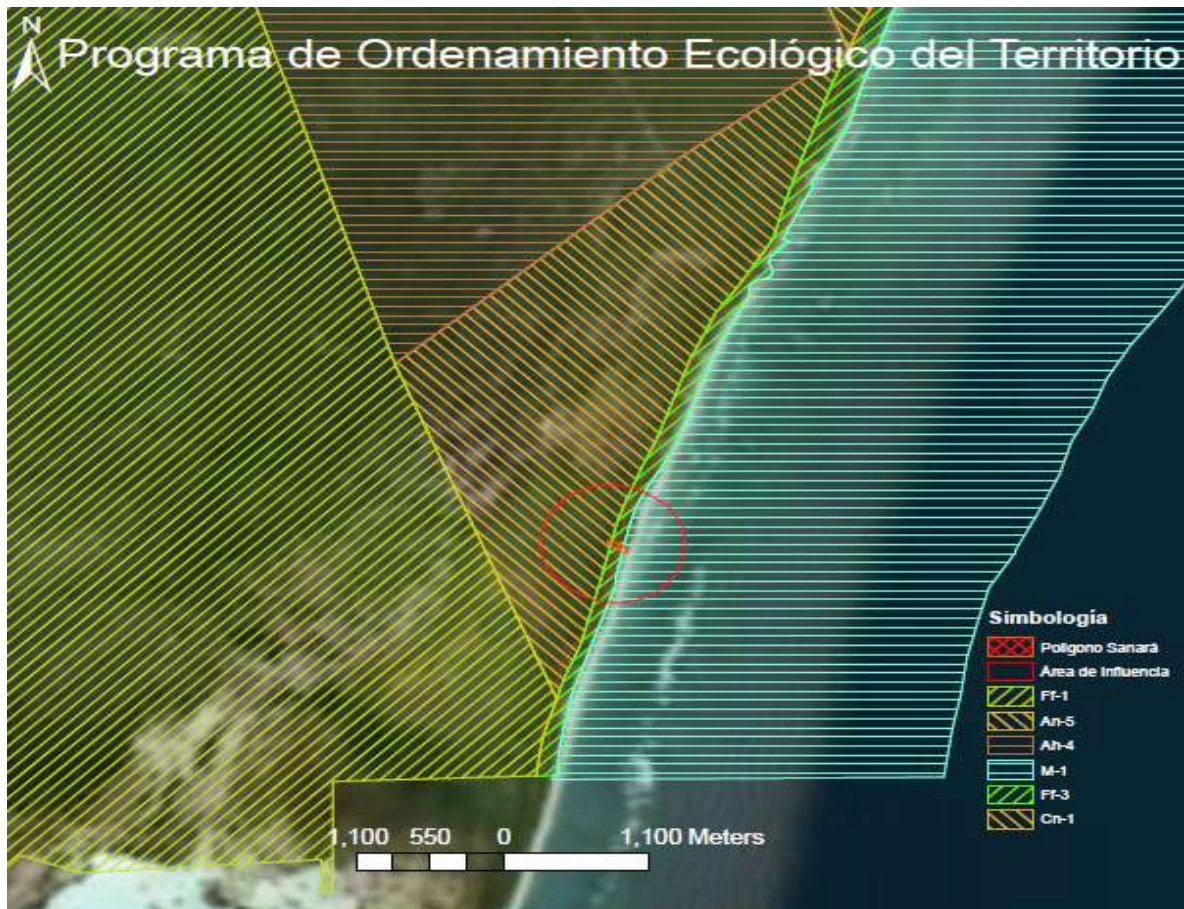 N
Programa de Ordenamiento Ecológico del Territorio
Simbología
Polígono Sanará
Área de Influencia
Ff-1
An-5
Ah-4
M-1
Ff-3
Cn-1
1,100 550 0 1,100 Meters